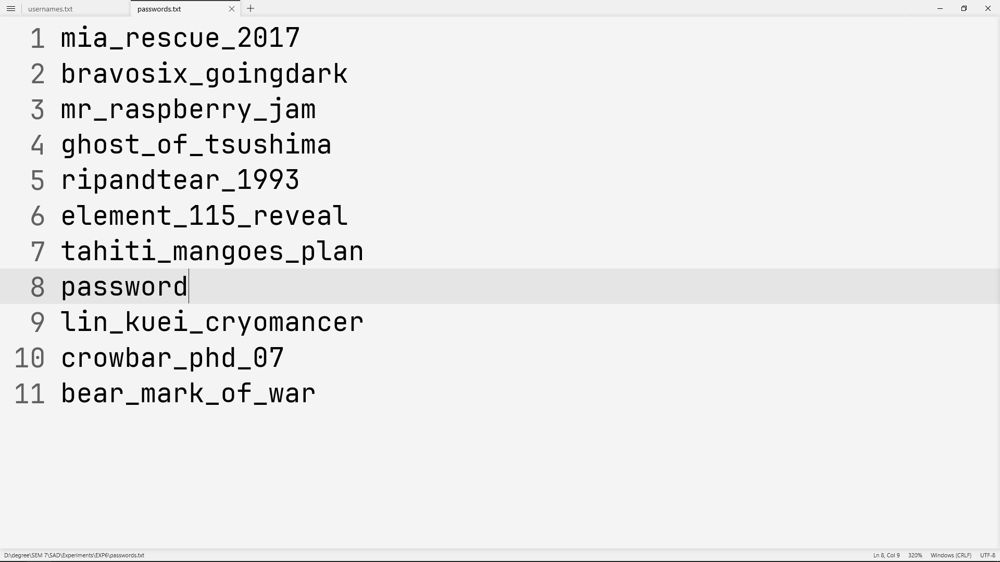 usernames.txt
passwords.txt
1 mia_rescue_2017
2 bravosix_goingdark
3 mr_raspberry_jam
4 ghost_of_tsushima
5 ripandtear_1993
6 element_115_reveal
7 tahiti_mangoes_plan
8 password
9 lin_kuei_cryomancer
10 crowbar_phd_07
11 bear_mark_of_war
D:\degree\SEM 7\SAD\Experiments\EXP6\passwords.txt
Ln 8, Col 9
320%
Windows (CRLF)
UTF-8